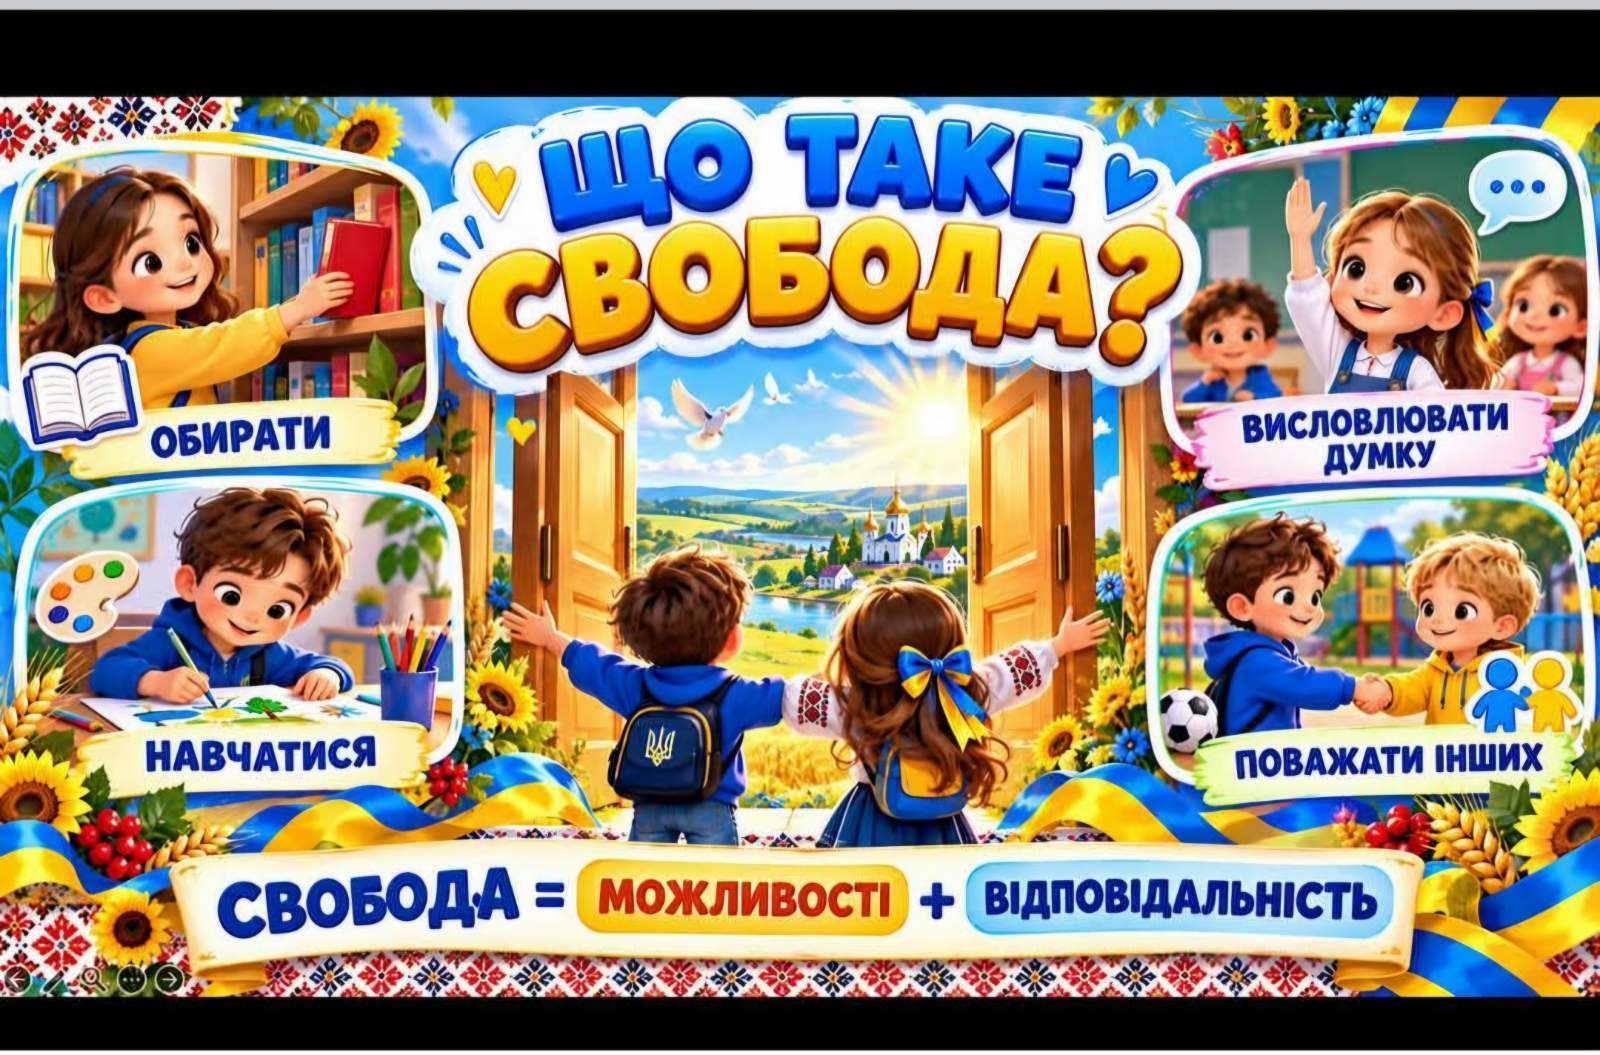 ЩО ТАКЕ
СВОБОДА?
ОБИРАТИ
ВИСЛОВЛЮВАТИ
ДУМКУ
НАВЧАТИСЯ
ПОВАЖАТИ ІНШИХ
СВОБОДА = МОЖЛИВОСТІ + ВІДПОВІДАЛЬНІСТЬ